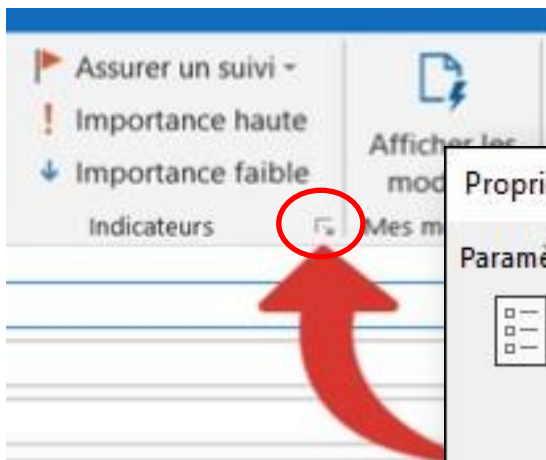 Assurer un suivi
Importance haute
Importance faible
Indicateurs
Afficher les
mod
Mes m
Propri
Paramè